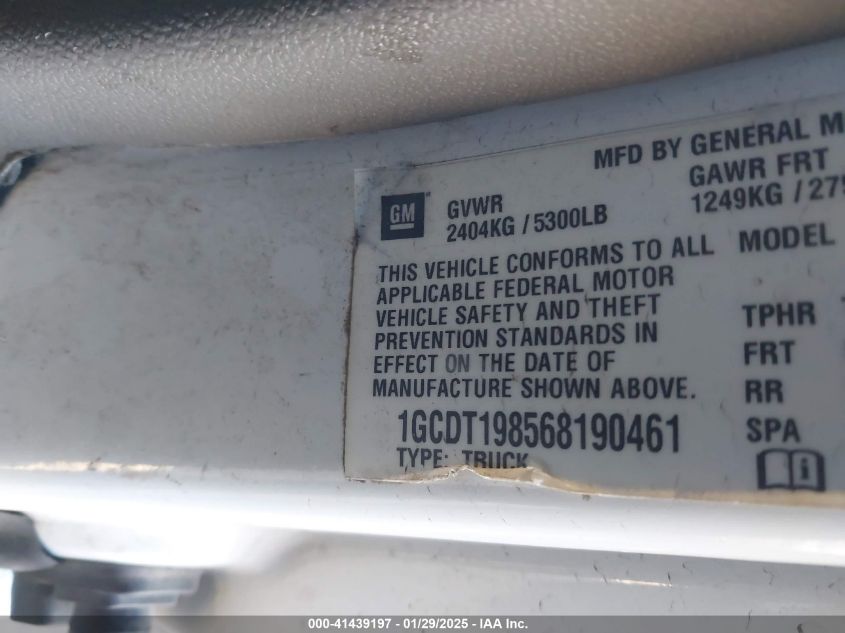 MFD BY GENERAL M
GM
GVWR
2404KG / 5300LB
GAWR FRT
1249KG / 279
THIS VEHICLE CONFORMS TO ALL
APPLICABLE FEDERAL MOTOR
VEHICLE SAFETY AND THEFT
PREVENTION STANDARDS IN
EFFECT ON THE DATE OF
MANUFACTURE SHOWN ABOVE.
1GCDT198568190461
TYPE: TRUCK
MODEL
TPHR
FRT
RR
SPA
000-41439197 - 01/29/2025 - IAA Inc.